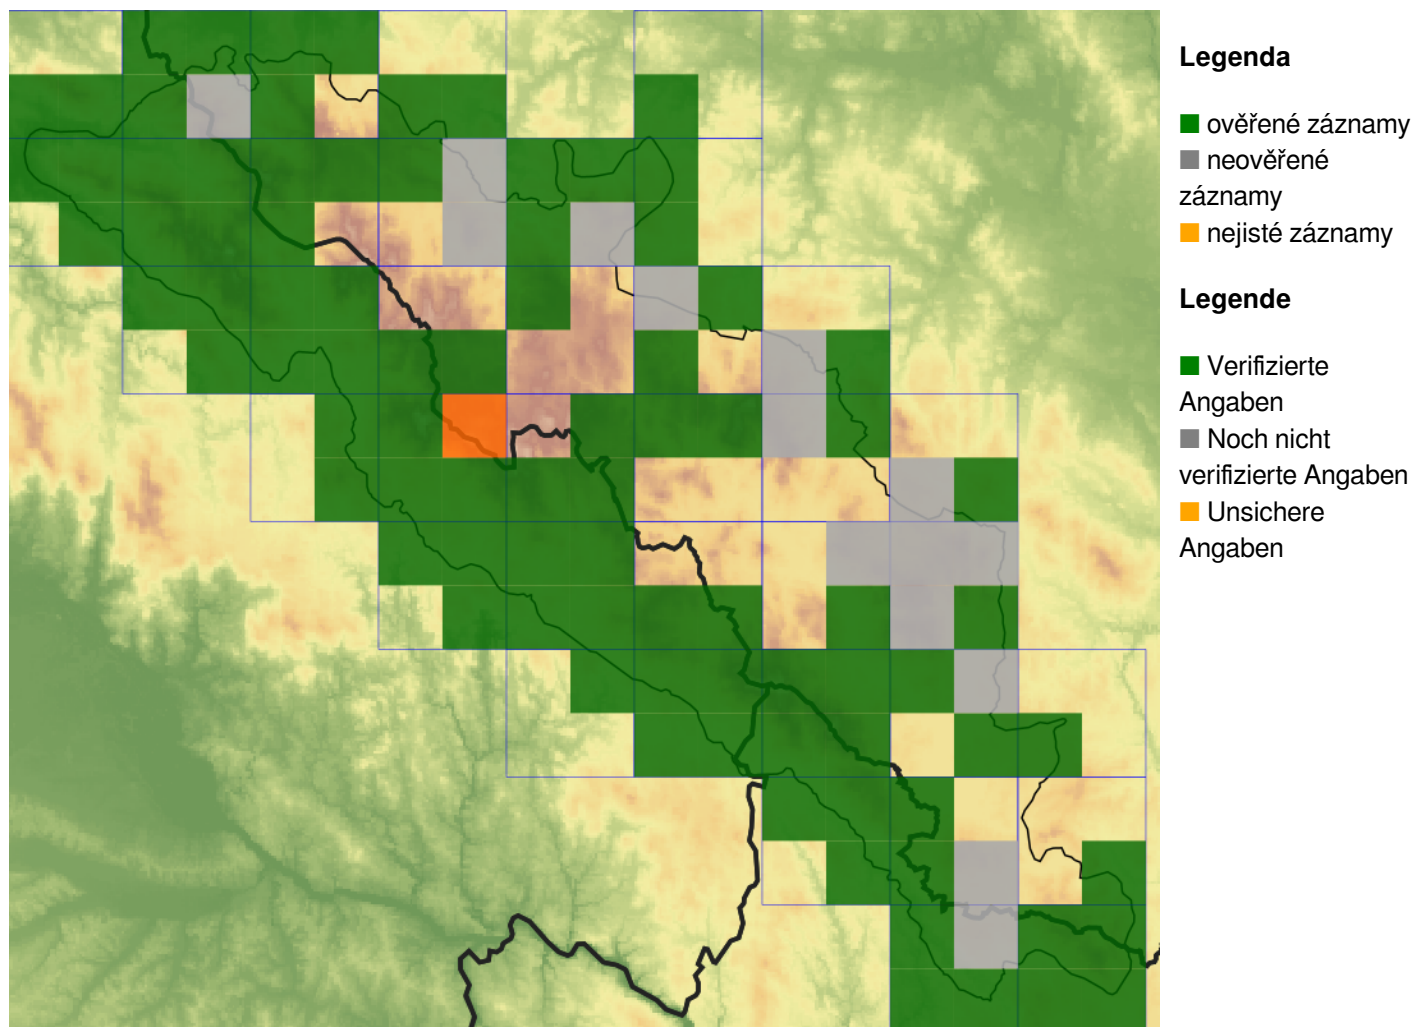 Legenda
ověřené záznamy
neověřené
záznamy
nejisté záznamy
Legende
Verifizierte
Angaben
Noch nicht
verifizierte Angaben
Unsichere
Angaben